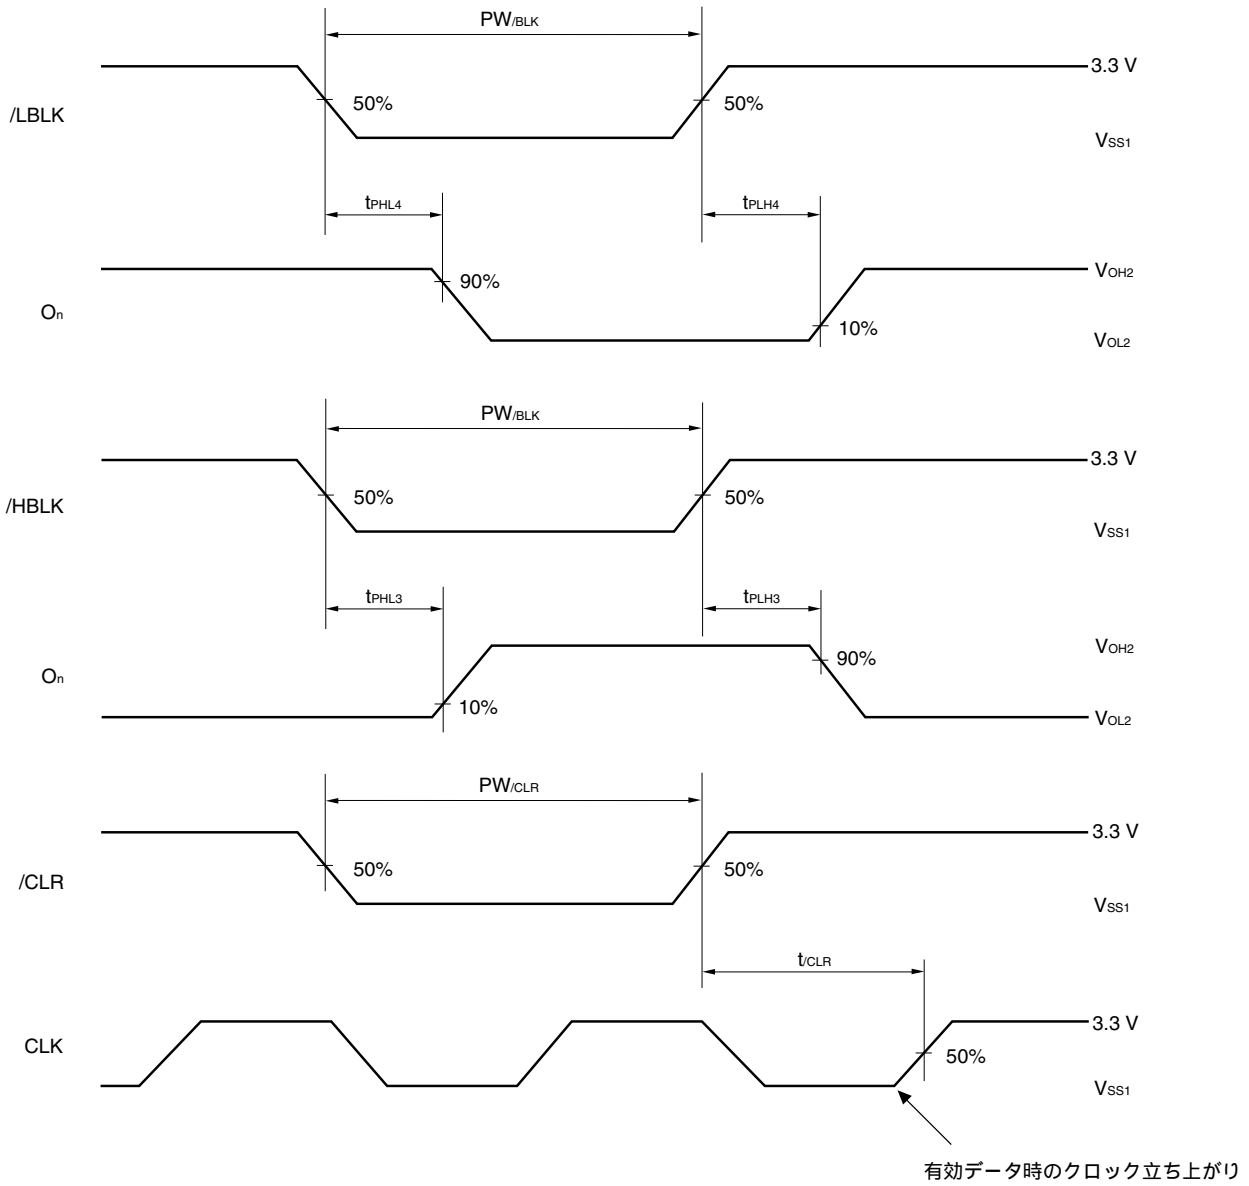 PW/BLK
3.3 V
50%
50%
/LBLK
VSS1
tPHL4
tPLH4
VOH2
90%
On
10%
VOL2
PW/BLK
3.3 V
50%
50%
/HBLK
VSS1
tPHL3
tPLH3
VOH2
90%
On
10%
VOL2
PW/CLR
3.3 V
50%
50%
/CLR
VSS1
t/CLR
3.3 V
CLK
50%
VSS1
有効データ時のクロック立ち上がり